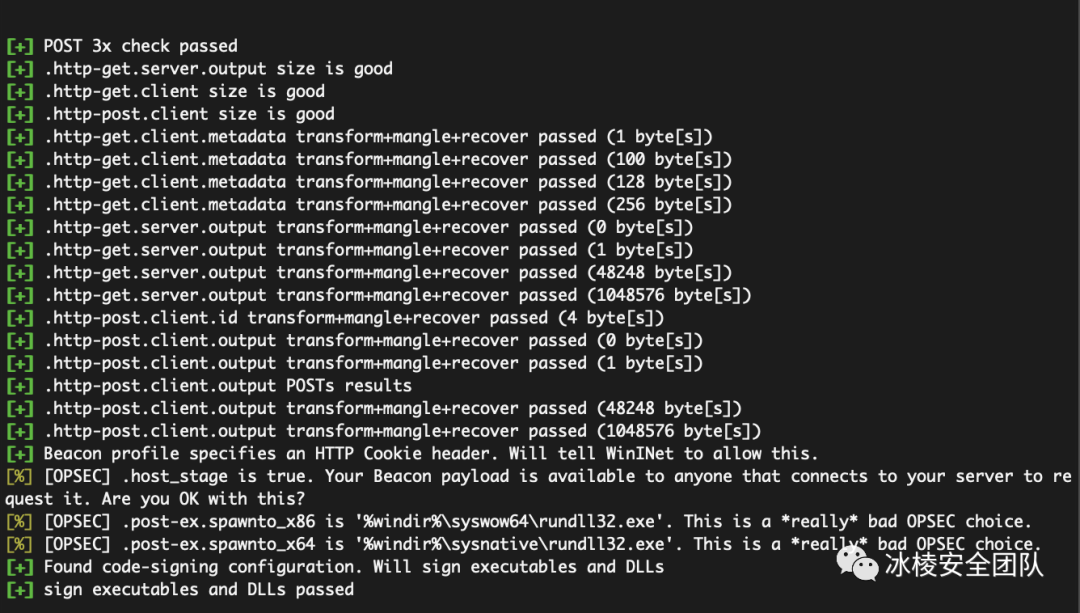 [+] POST 3x check passed
[+] .http-get.server.output size is good
[+] .http-get.client size is good
[+] .http-post.client size is good
[+] .http-get.client.metadata transform+mangle+recover passed (1 byte[s])
[+] .http-get.client.metadata transform+mangle+recover passed (100 byte[s])
[+] .http-get.client.metadata transform+mangle+recover passed (128 byte[s])
[+] .http-get.client.metadata transform+mangle+recover passed (256 byte[s])
[+] .http-get.server.output transform+mangle+recover passed (0 byte[s])
[+] .http-get.server.output transform+mangle+recover passed (1 byte[s])
[+] .http-get.server.output transform+mangle+recover passed (48248 byte[s])
[+] .http-get.server.output transform+mangle+recover passed (1048576 byte[s])
[+] .http-post.client.id transform+mangle+recover passed (4 byte[s])
[+] .http-post.client.output transform+mangle+recover passed (0 byte[s])
[+] .http-post.client.output transform+mangle+recover passed (1 byte[s])
[+] .http-post.client.output POSTs results
[+] .http-post.client.output transform+mangle+recover passed (48248 byte[s])
[+] .http-post.client.output transform+mangle+recover passed (1048576 byte[s])
[+] Beacon profile specifies an HTTP Cookie header. Will tell WinINet to allow this.
[%] [OPSEC] .host_stage is true. Your Beacon payload is available to anyone that connects to your server to re
quest it. Are you OK with this?
[%] [OPSEC] .post-ex.spawnto_x86 is '%windir%\syswow64\rundll32.exe'. This is a *really* bad OPSEC choice.
[%] [OPSEC] .post-ex.spawnto_x64 is '%windir%\sysnative\rundll32.exe'. This is a *really* bad OPSEC choice.
[+] Found code-signing configuration. Will sign executables and DLLs
[+] sign executables and DLLs passed
冰棱安全团队